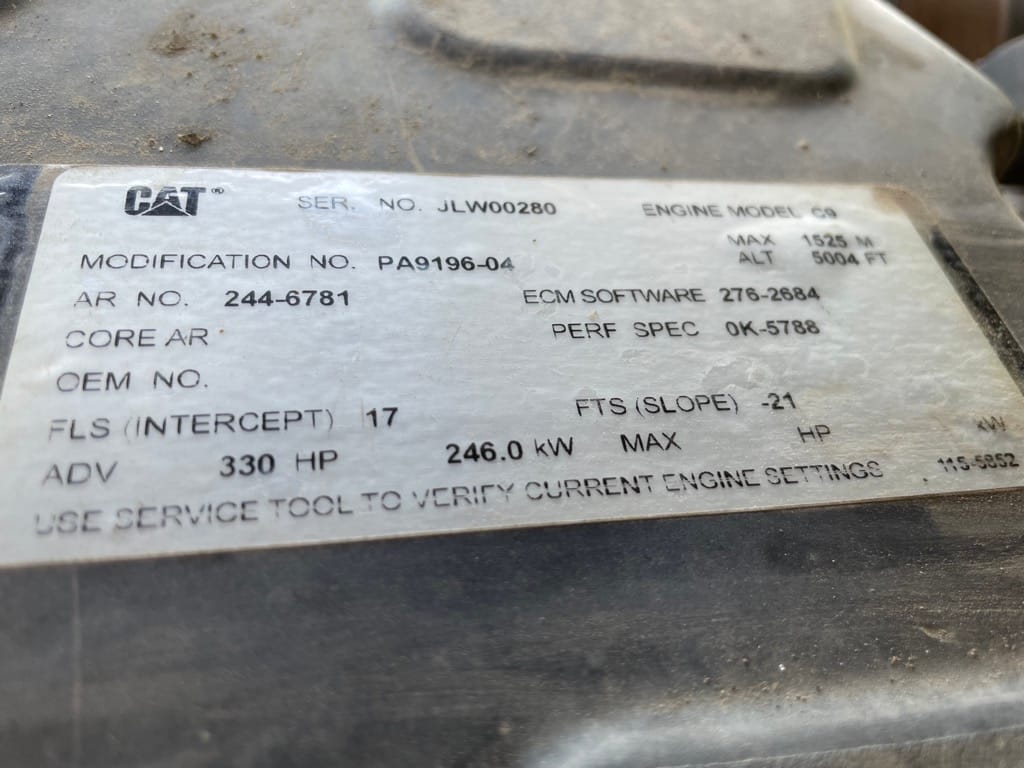 CAT® SER. NO. JLW00280 ENGINE MODEL C9
MAX 1525 M
ALT 5004 FT
MODIFICATION NO. PA9196-04
AR NO. 244-6781 ECM SOFTWARE 276-2684
CORE AR PERF SPEC 0K-5788
OEM NO.
FLS (INTERCEPT) 17 FTS (SLOPE) -21
ADV 330 HP 246.0 kW MAX HP kW
USE SERVICE TOOL TO VERIFY CURRENT ENGINE SETTINGS 115-5852